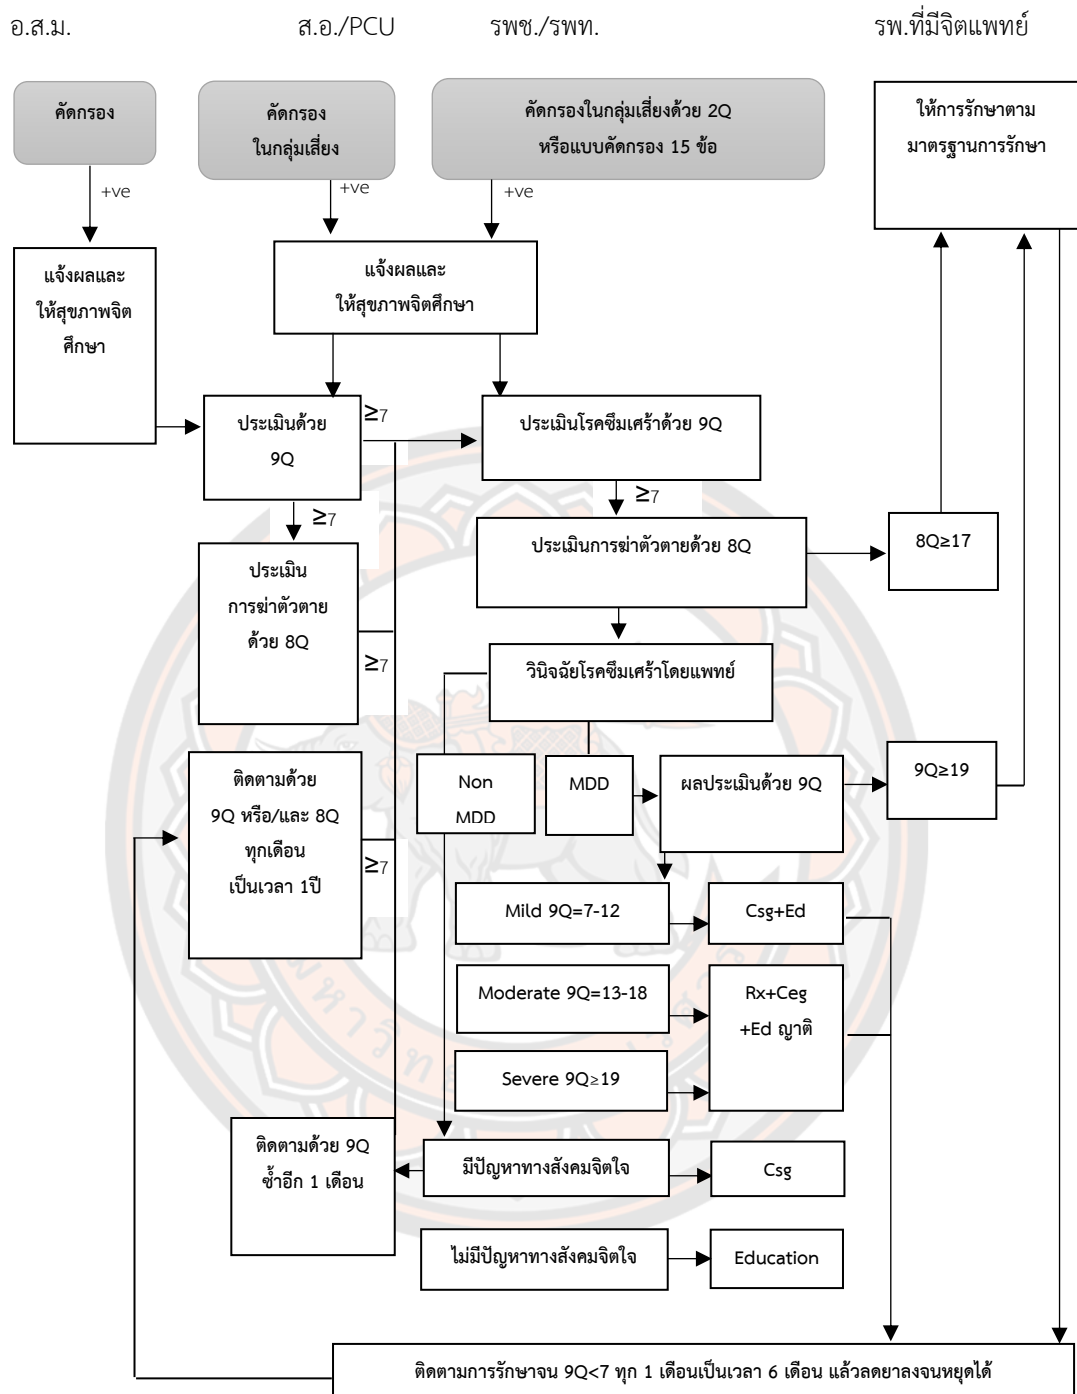 อ.ส.ม.
ส.อ./PCU
รพช./รพท.
รพ.ที่มีจิตแพทย์
คัดกรอง
คัดกรอง
ในกลุ่มเสี่ยง
คัดกรองในกลุ่มเสี่ยงด้วย 2Q
หรือแบบคัดกรอง 15 ข้อ
ให้การรักษาตาม
มาตรฐานการรักษา
+ve
+ve
+ve
แจ้งผลและ
ให้สุขภาพจิต
ศึกษา
แจ้งผลและ
ให้สุขภาพจิตศึกษา
ประเมินด้วย
9Q
≥7
ประเมินโรคซึมเศร้าด้วย 9Q
≥7
≥7
ประเมิน
การฆ่าตัวตาย
ด้วย 8Q
≥7
ประเมินการฆ่าตัวตายด้วย 8Q
8Q≥17
วินิจฉัยโรคซึมเศร้าโดยแพทย์
ติดตามด้วย
9Q หรือ/และ 8Q
ทุกเดือน
เป็นเวลา 1ปี
≥7
Non
MDD
MDD
ผลประเมินด้วย 9Q
9Q≥19
Mild 9Q=7-12
Csg+Ed
Moderate 9Q=13-18
Rx+Ceg
+Ed ญาติ
Severe 9Q≥19
ติดตามด้วย 9Q
ซ้ำอีก 1 เดือน
มีปัญหาทางสังคมจิตใจ
Csg
ไม่มีปัญหาทางสังคมจิตใจ
Education
ติดตามการรักษาจน 9Q<7 ทุก 1 เดือนเป็นเวลา 6 เดือน แล้วลดยาลงจนหยุดได้